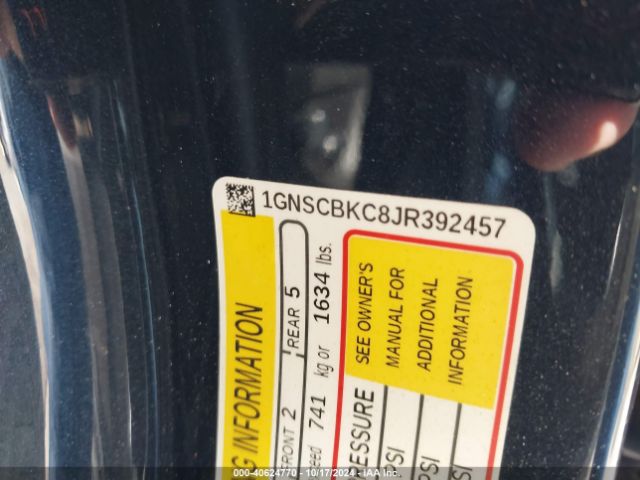 1GNSCBKC8JR392457
G INFORMATION
FRONT 2 REAR 5
eed 741 kg or 1634 lbs.
SEE OWNER'S
MANUAL FOR
ADDITIONAL
INFORMATION
ESSURE
SI
PSI
SI
000-40624770 - 10/17/2024 - IAA Inc.